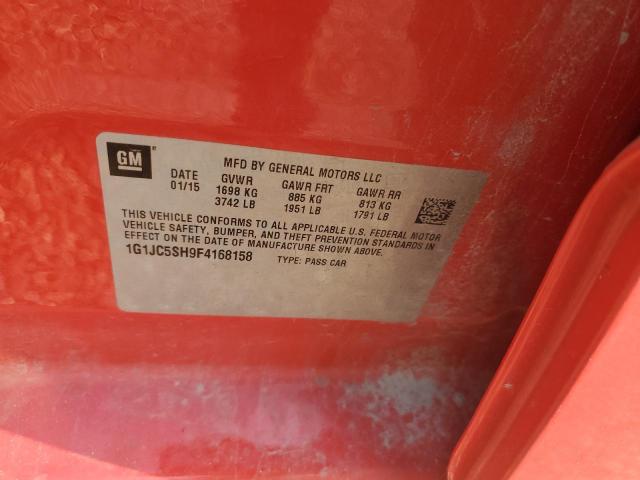 GM
MFD BY GENERAL MOTORS LLC
DATE GVWR GAWR FRT GAWR RR
01/15 1698 KG 885 KG 813 KG
3742 LB 1951 LB 1791 LB
THIS VEHICLE CONFORMS TO ALL APPLICABLE U.S. FEDERAL MOTOR
VEHICLE SAFETY, BUMPER, AND THEFT PREVENTION STANDARDS IN
EFFECT ON THE DATE OF MANUFACTURE SHOWN ABOVE.
1G1JC5SH9F4168158 TYPE: PASS CAR